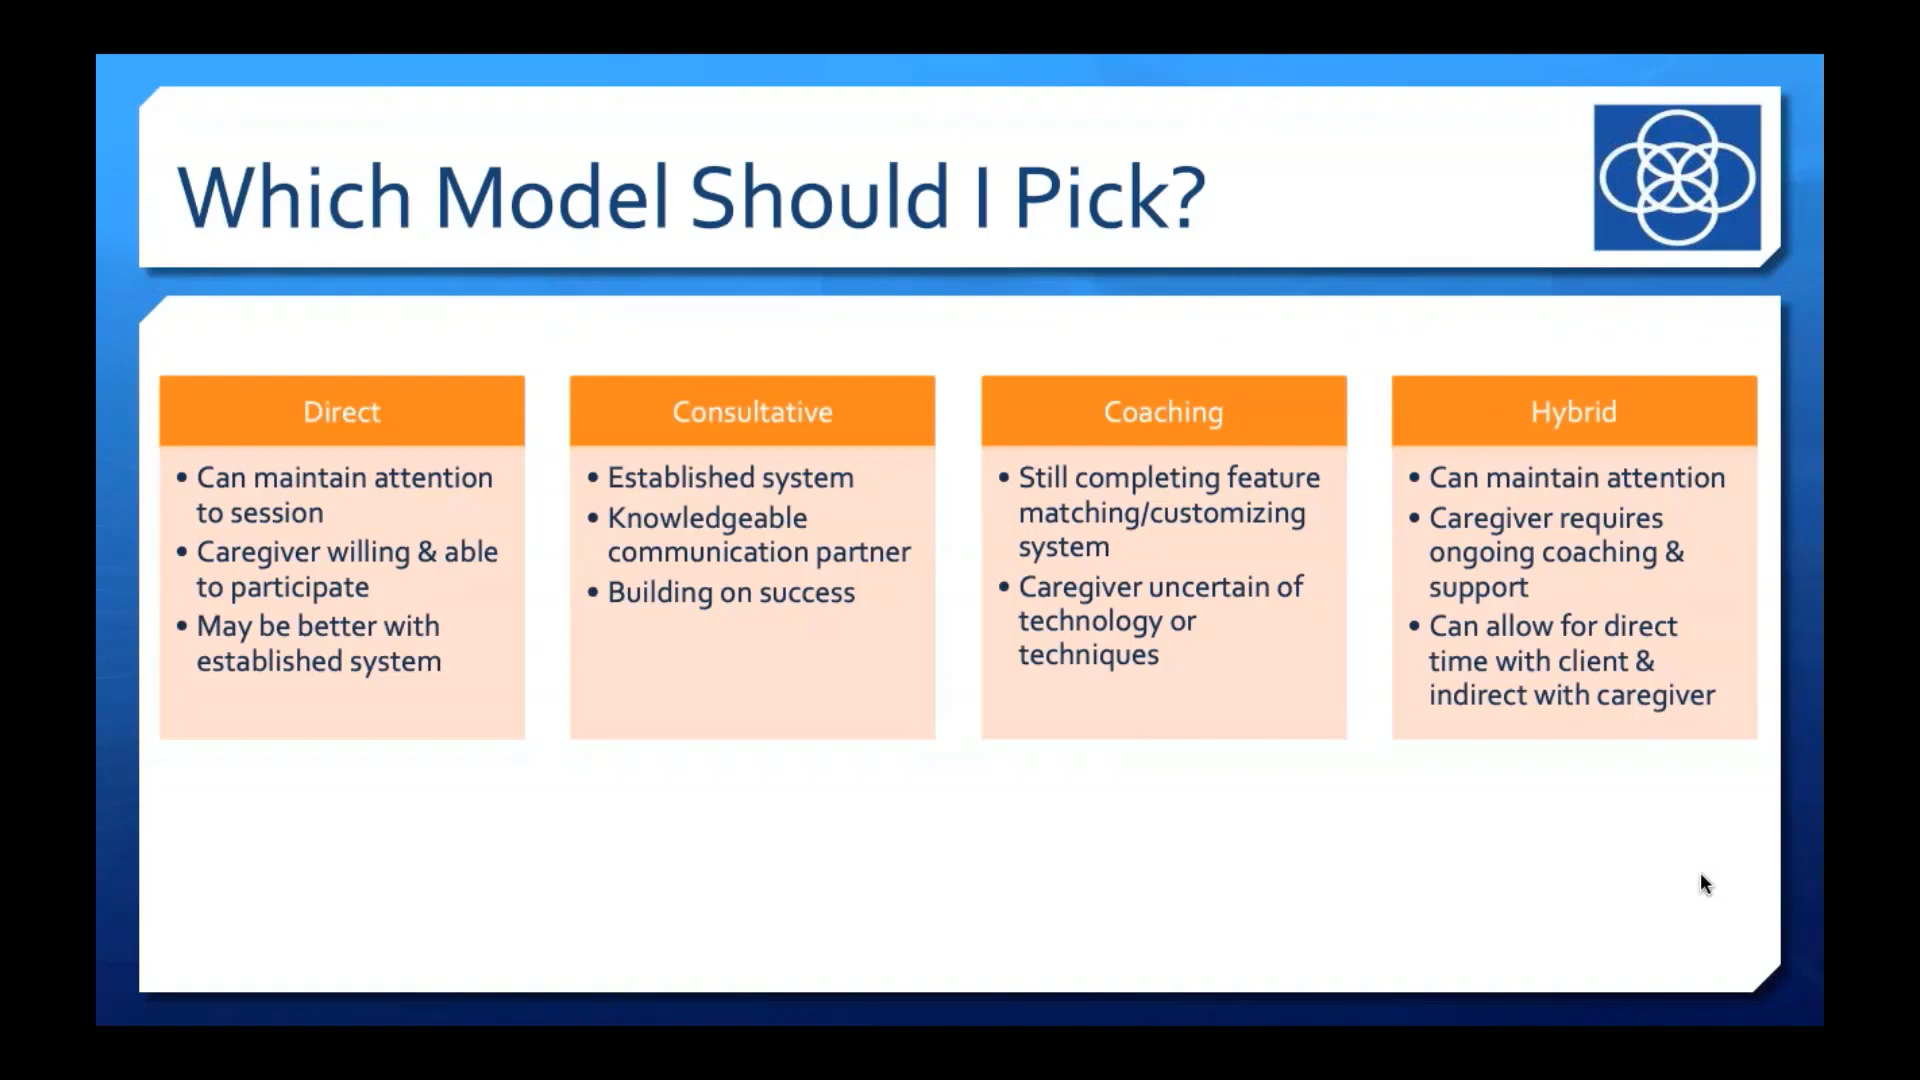 Which Model Should I Pick?
Direct
• Can maintain attention
to session
• Caregiver willing & able
to participate
• May be better with
established system
Consultative
• Established system
• Knowledgeable
communication partner
• Building on success
Coaching
• Still completing feature
matching/customizing
system
• Caregiver uncertain of
technology or
techniques
Hybrid
• Can maintain attention
• Caregiver requires
ongoing coaching &
support
• Can allow for direct
time with client &
indirect with caregiver